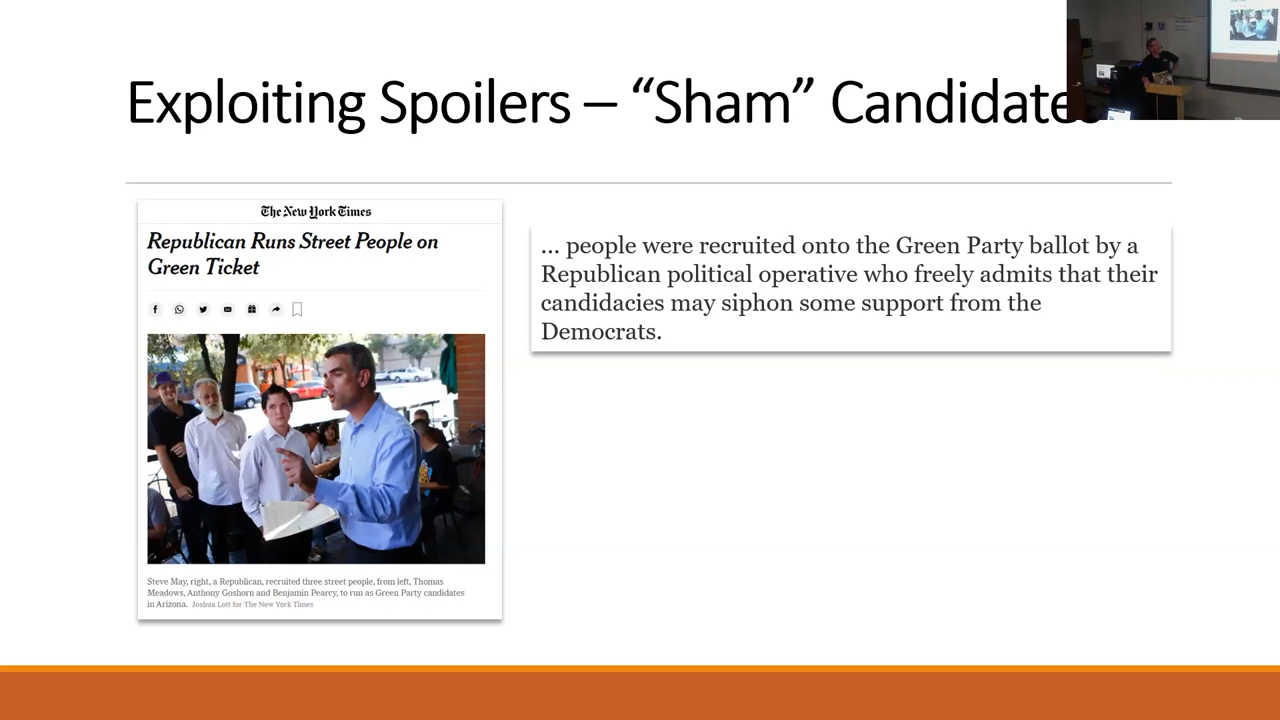 Exploiting Spoilers – “Sham” Candidates
The New York Times
Republican Runs Street People on
Green Ticket
Steve May, right, a Republican, recruited three street people, from left, Thomas
Meadows, Anthony Goshorn and Benjamin Pearcy, to run as Green Party candidates
in Arizona. Joshua Lott for The New York Times
... people were recruited onto the Green Party ballot by a
Republican political operative who freely admits that their
candidacies may siphon some support from the
Democrats.